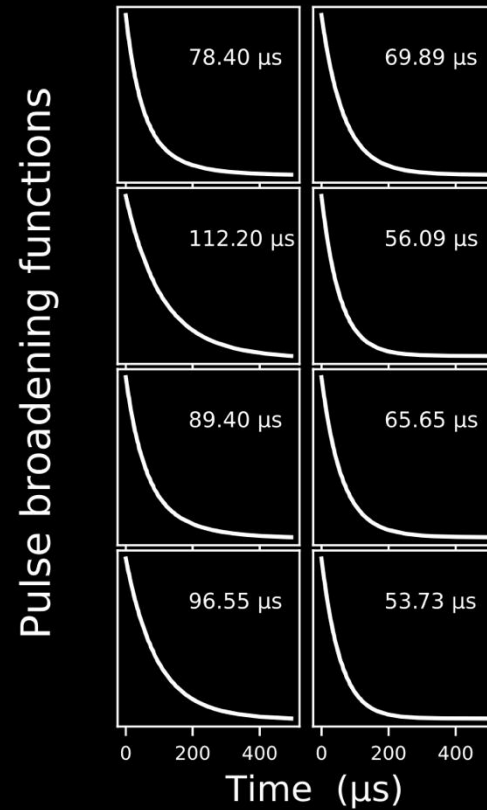 Pulse broadening functions
78.40 µs
69.89 µs
112.20 µs
56.09 µs
89.40 µs
65.65 µs
96.55 µs
53.73 µs
0 200 400 0 200 400
Time (µs)